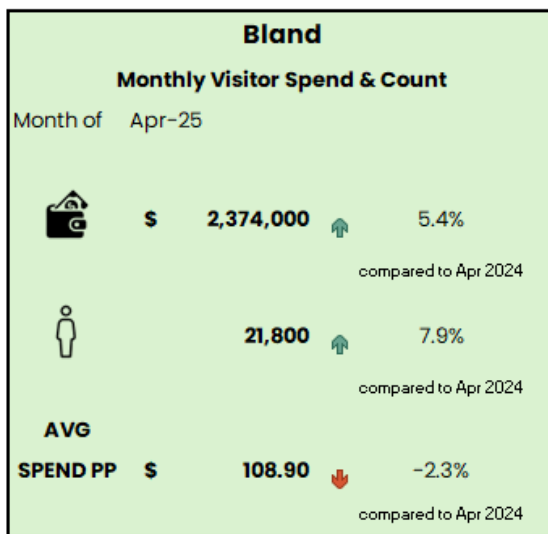 Bland
Monthly Visitor Spend & Count
Month of Apr-25
$ 2,374,000 5.4%
compared to Apr 2024
21,800 7.9%
compared to Apr 2024
AVG
SPEND PP $ 108.90 -2.3%
compared to Apr 2024